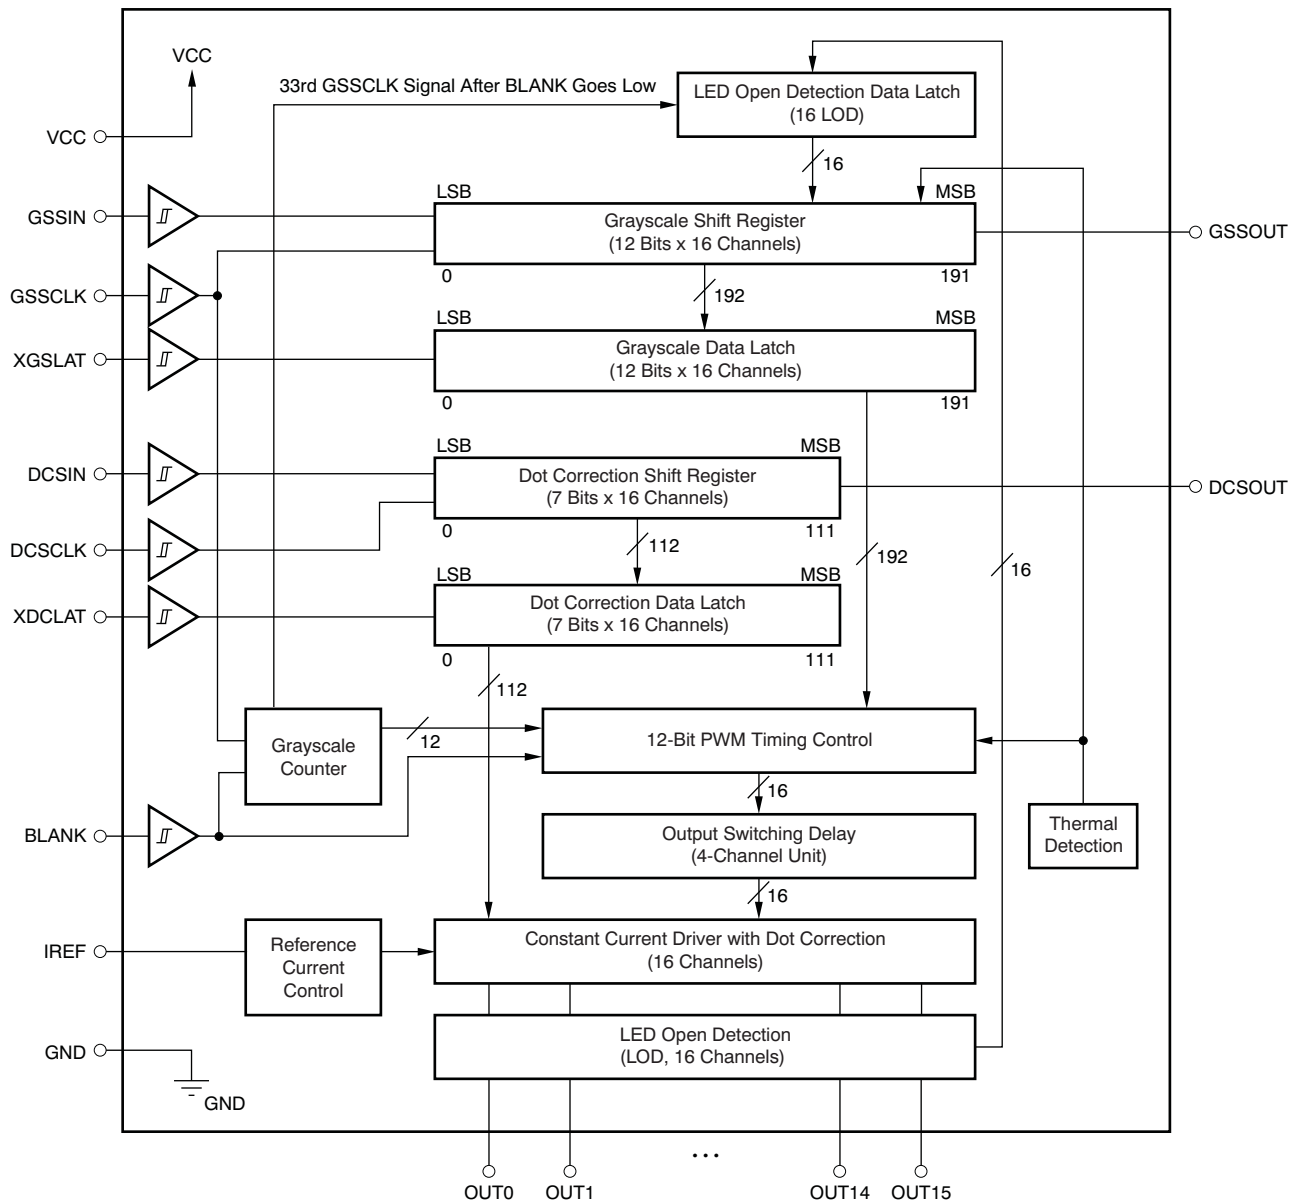 VCC
33rd GSSCLK Signal After BLANK Goes Low
LED Open Detection Data Latch
(16 LOD)
VCC
16
LSB
MSB
GSSIN
Grayscale Shift Register
(12 Bits x 16 Channels)
GSSOUT
0
191
GSSCLK
192
LSB
MSB
XGSLAT
Grayscale Data Latch
(12 Bits x 16 Channels)
0
191
LSB
MSB
DCSIN
Dot Correction Shift Register
(7 Bits x 16 Channels)
DCSOUT
0
111
DCSCLK
112
192
16
LSB
MSB
XDCLAT
Dot Correction Data Latch
(7 Bits x 16 Channels)
0
111
112
Grayscale
Counter
12
12-Bit PWM Timing Control
16
BLANK
Output Switching Delay
(4-Channel Unit)
Thermal
Detection
16
IREF
Reference
Current
Control
Constant Current Driver with Dot Correction
(16 Channels)
GND
LED Open Detection
(LOD, 16 Channels)
GND
...
OUT0
OUT1
OUT14
OUT15